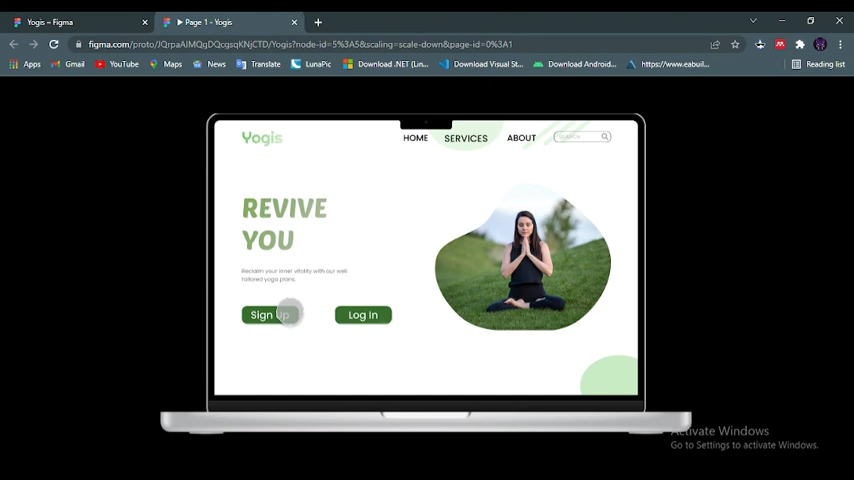 Yogis – Figma
Page 1 - Yogis
figma.com/proto/JQrpaAIMQgDQcgsqKNjCTD/Yogis?node-id=5%3A5&scaling=scale-down&page-id=0%3A1
Apps Gmail YouTube Maps News Translate LunaPic Download .NET (Lin... Download Visual St... Download Android... https://www.eabuil... Reading list
Yogis HOME SERVICES ABOUT SEARCH
REVIVE
YOU
Reclaim your inner vitality with our well
tailored yoga plans.
Sign Up Log In
Activate Windows
Go to Settings to activate Windows.